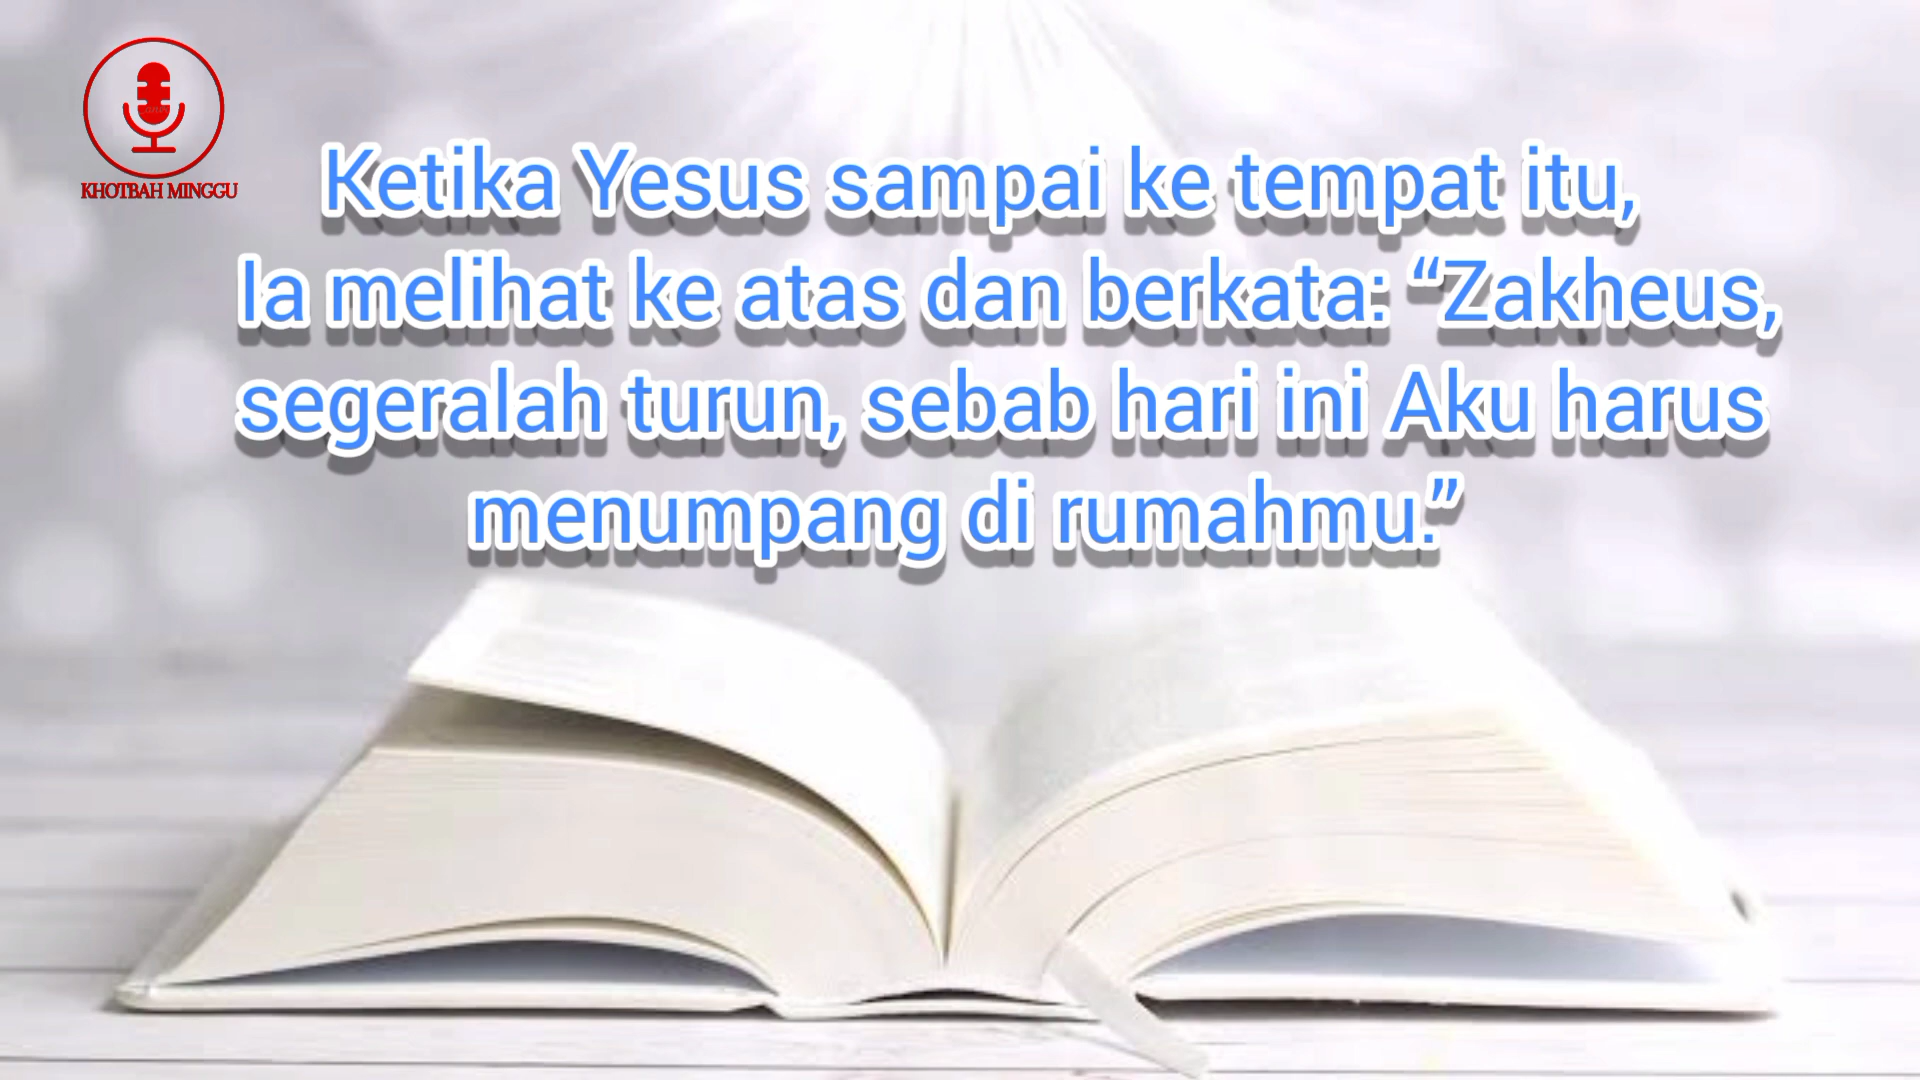 KHOTBAH MINGGU
Ketika Yesus sampai ke tempat itu,
Ia melihat ke atas dan berkata: “Zakheus,
segeralah turun, sebab hari ini Aku harus
menumpang di rumahmu.”